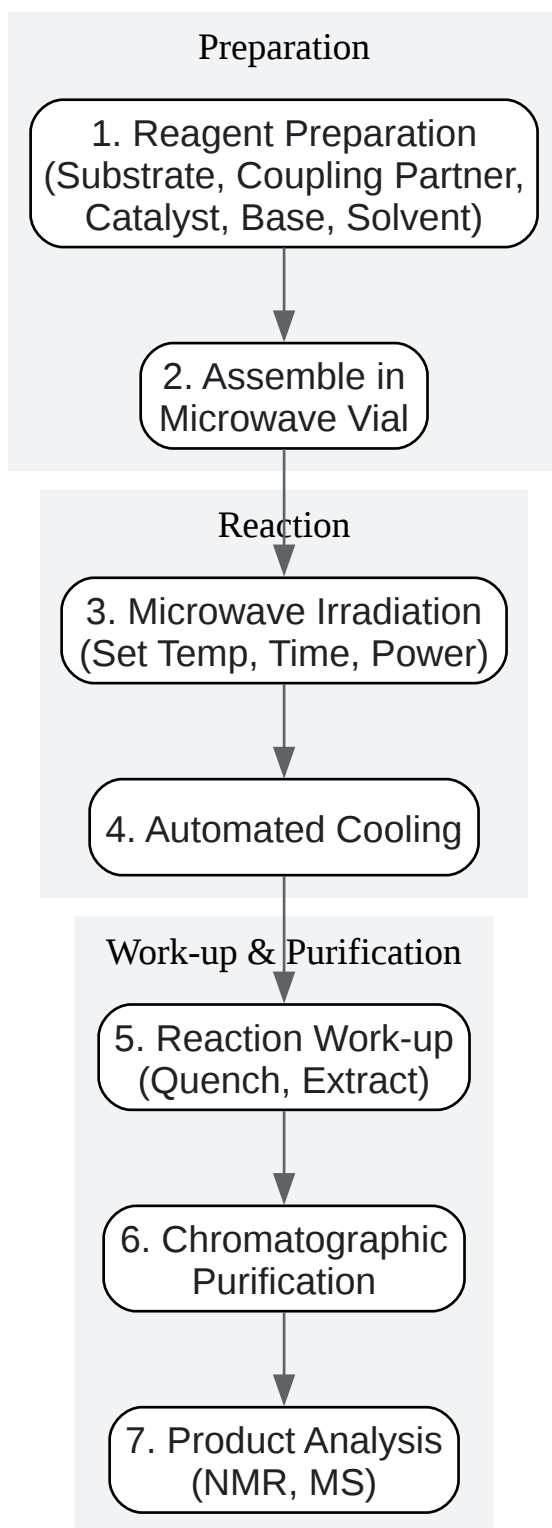 Preparation
1. Reagent Preparation
(Substrate, Coupling Partner,
Catalyst, Base, Solvent)
2. Assemble in
Microwave Vial
Reaction
3. Microwave Irradiation
(Set Temp, Time, Power)
4. Automated Cooling
Work-up & Purification
5. Reaction Work-up
(Quench, Extract)
6. Chromatographic
Purification
7. Product Analysis
(NMR, MS)